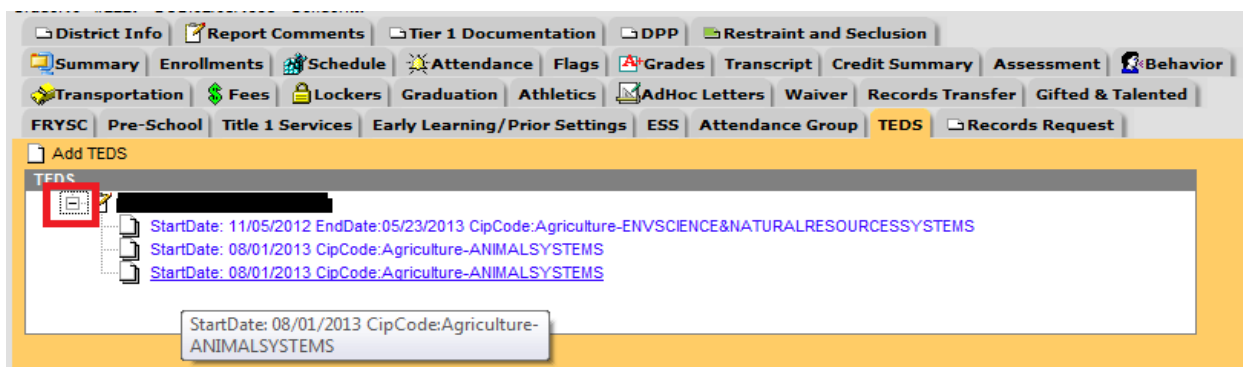 District Info Report Comments Tier 1 Documentation DPP Restraint and Seclusion
Summary Enrollments Schedule Attendance Flags Grades Transcript Credit Summary Assessment Behavior
Transportation Fees Lockers Graduation Athletics AdHoc Letters Waiver Records Transfer Gifted & Talented
FRYSC Pre-School Title 1 Services Early Learning/Prior Settings ESS Attendance Group TEDS Records Request
Add TEDS
TEDS
StartDate: 11/05/2012 EndDate:05/23/2013 CipCode:Agriculture-ENVSCIENCE&NATURALRESOURCESSYSTEMS
StartDate: 08/01/2013 CipCode:Agriculture-ANIMALSYSTEMS
StartDate: 08/01/2013 CipCode:Agriculture-ANIMALSYSTEMS
StartDate: 08/01/2013 CipCode:Agriculture-
ANIMALSYSTEMS